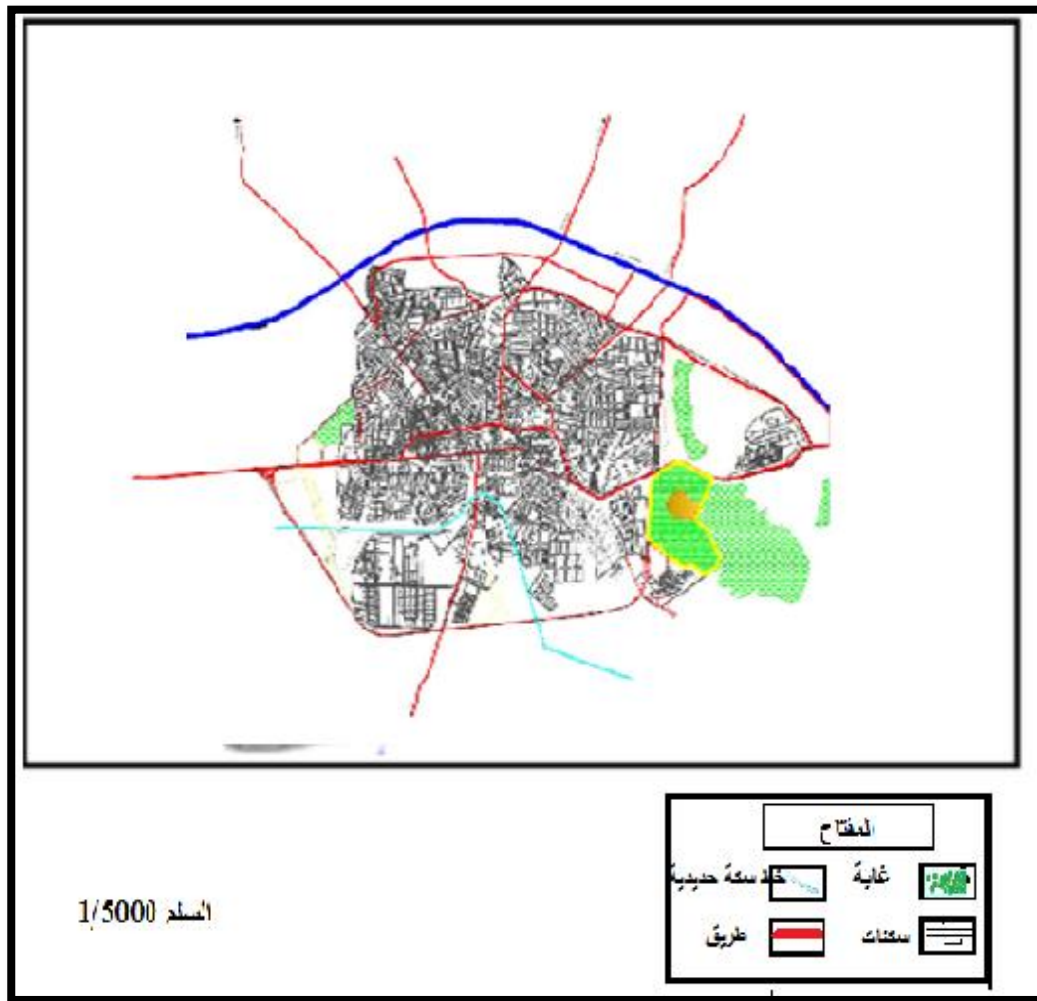 المفتاح
غابة
خط سكة حديدية
سكنات
طريق
السلم 1/5000